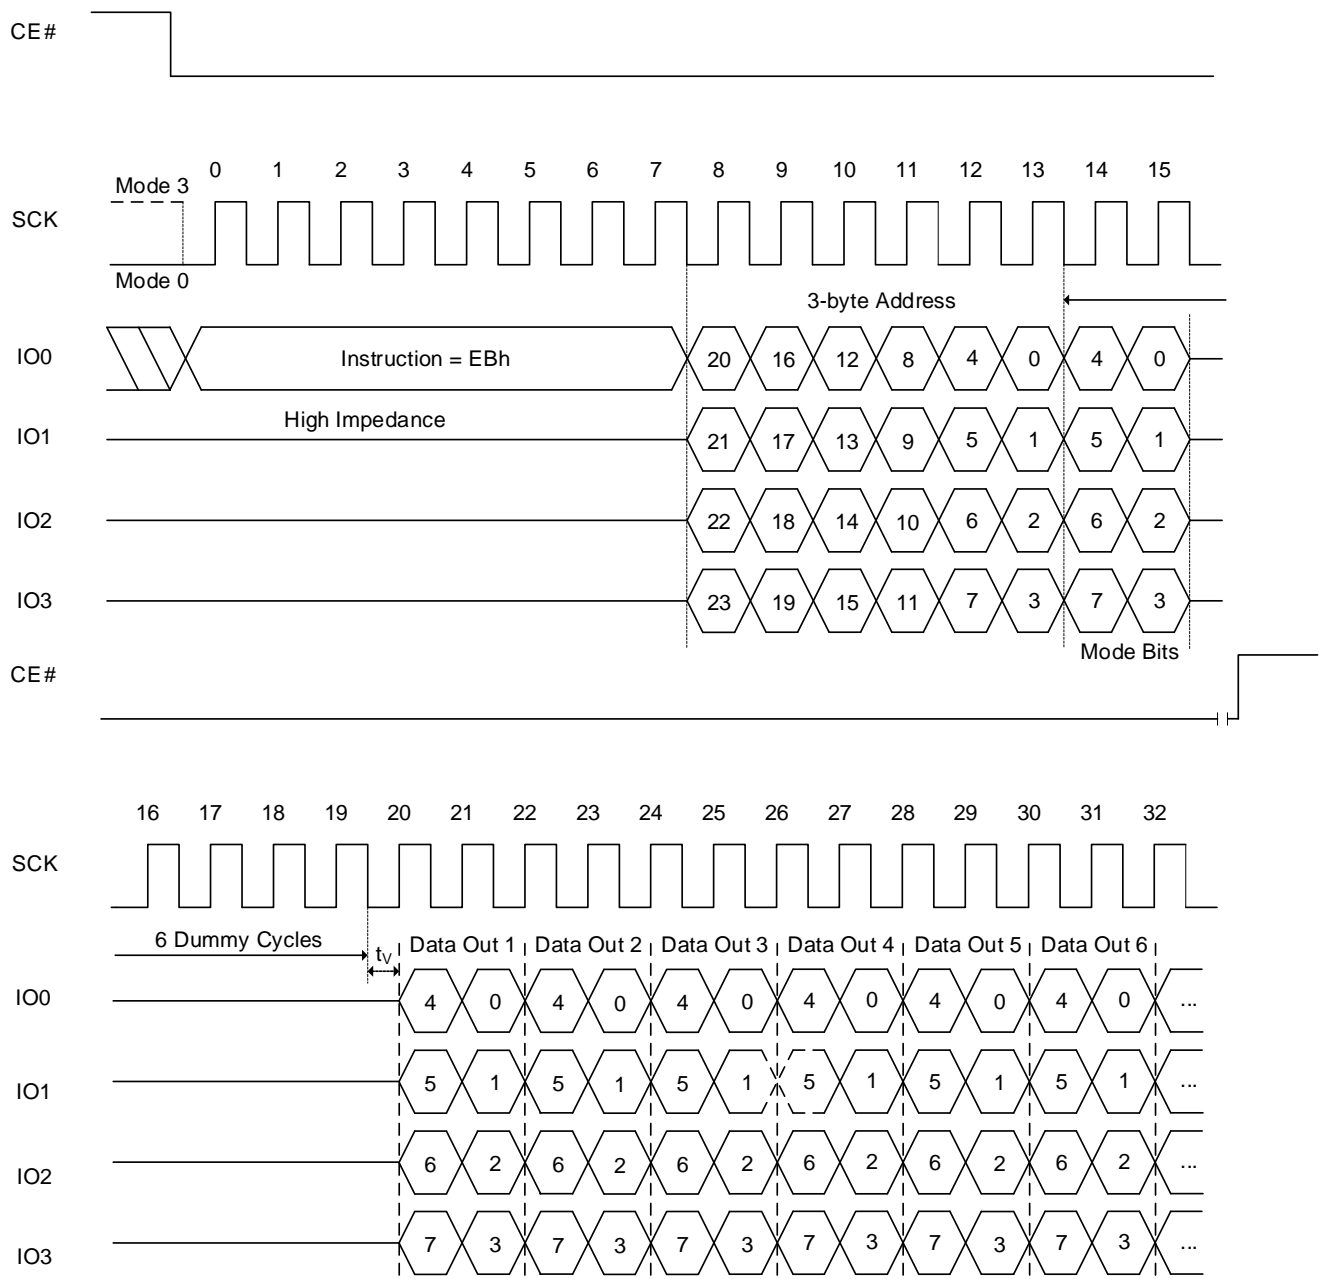 CE#
0 1 2 3 4 5 6 7 8 9 10 11 12 13 14 15
Mode 3
SCK
Mode 0
3-byte Address
IO0 Instruction = EBh 20 16 12 8 4 0 4 0
High Impedance
IO1 21 17 13 9 5 1 5 1
IO2 22 18 14 10 6 2 6 2
IO3 23 19 15 11 7 3 7 3
Mode Bits
CE#
16 17 18 19 20 21 22 23 24 25 26 27 28 29 30 31 32
SCK
6 Dummy Cycles tV Data Out 1 Data Out 2 Data Out 3 Data Out 4 Data Out 5 Data Out 6
IO0 4 0 4 0 4 0 4 0 4 0 4 0 ...
IO1 5 1 5 1 5 1 5 1 5 1 5 1 ...
IO2 6 2 6 2 6 2 6 2 6 2 6 2 ...
IO3 7 3 7 3 7 3 7 3 7 3 7 3 ...